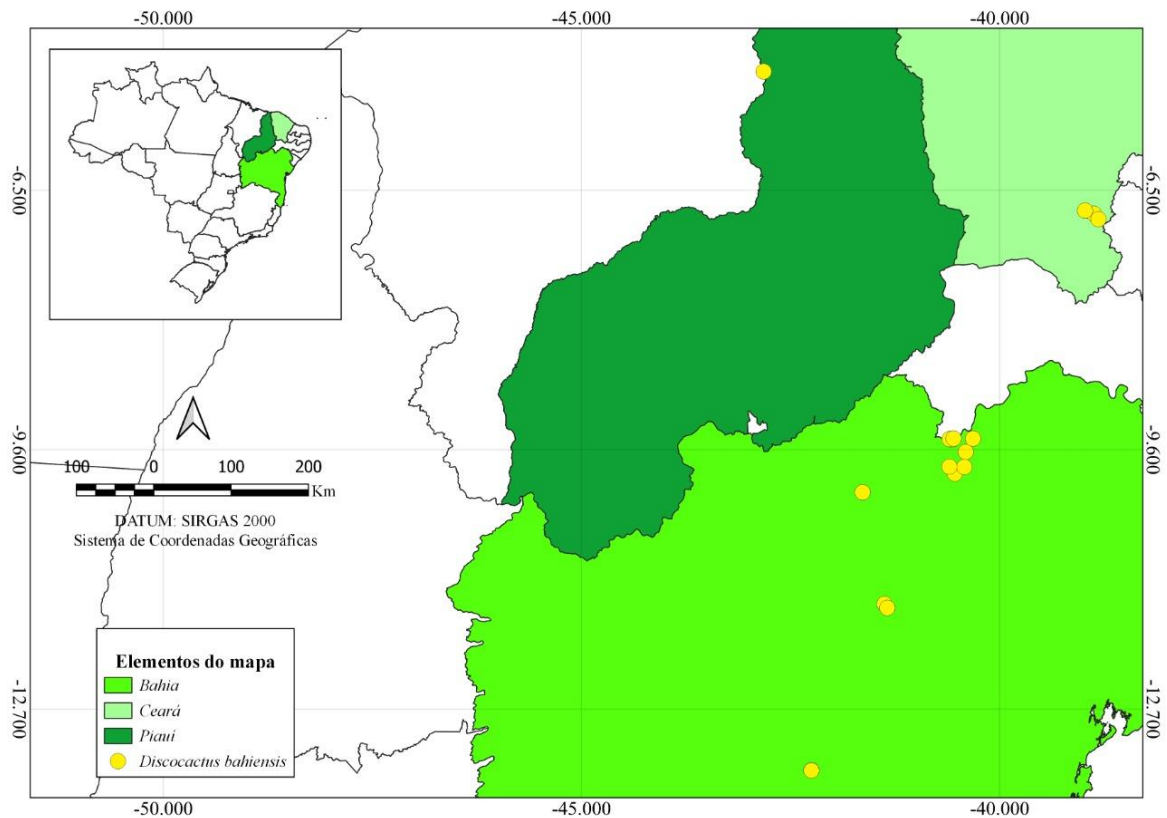 -50.000 -45.000 -40.000
-6.500 -6.500
-9.600 -9.600
100 0 100 200
Km
DATUM: SIRGAS 2000
Sistema de Coordenadas Geográficas
Elementos do mapa
Bahia
Ceará
Piauí
Discocactus bahiensis
-12.700 -12.700
-50.000 -45.000 -40.000